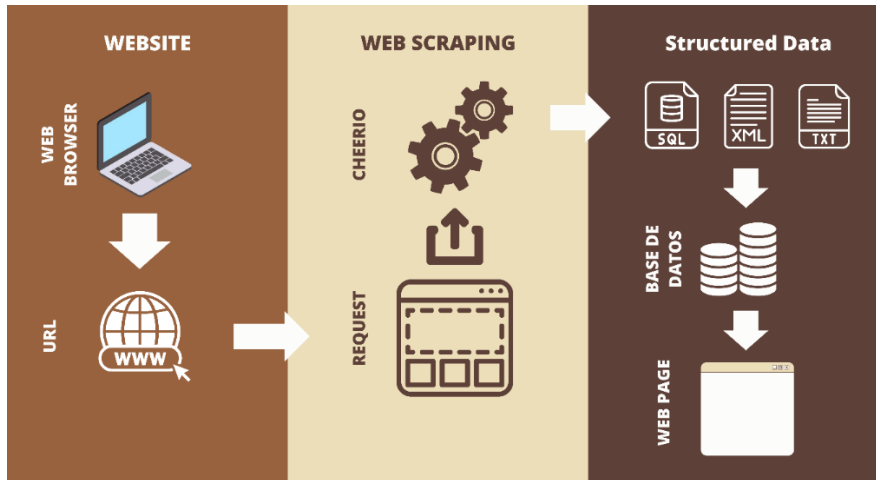 WEBSITE
WEB
BROWSER
URL
WWW
WEB SCRAPING
CHEERIO
REQUEST
Structured Data
SQL
XML
TXT
BASE DE
DATOS
WEB PAGE